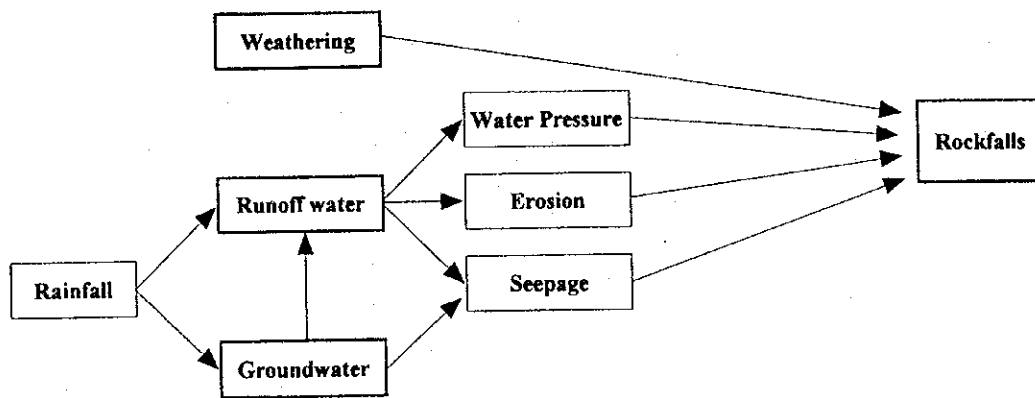 Weathering
Water Pressure
Rockfalls
Runoff water
Erosion
Rainfall
Seepage
Groundwater